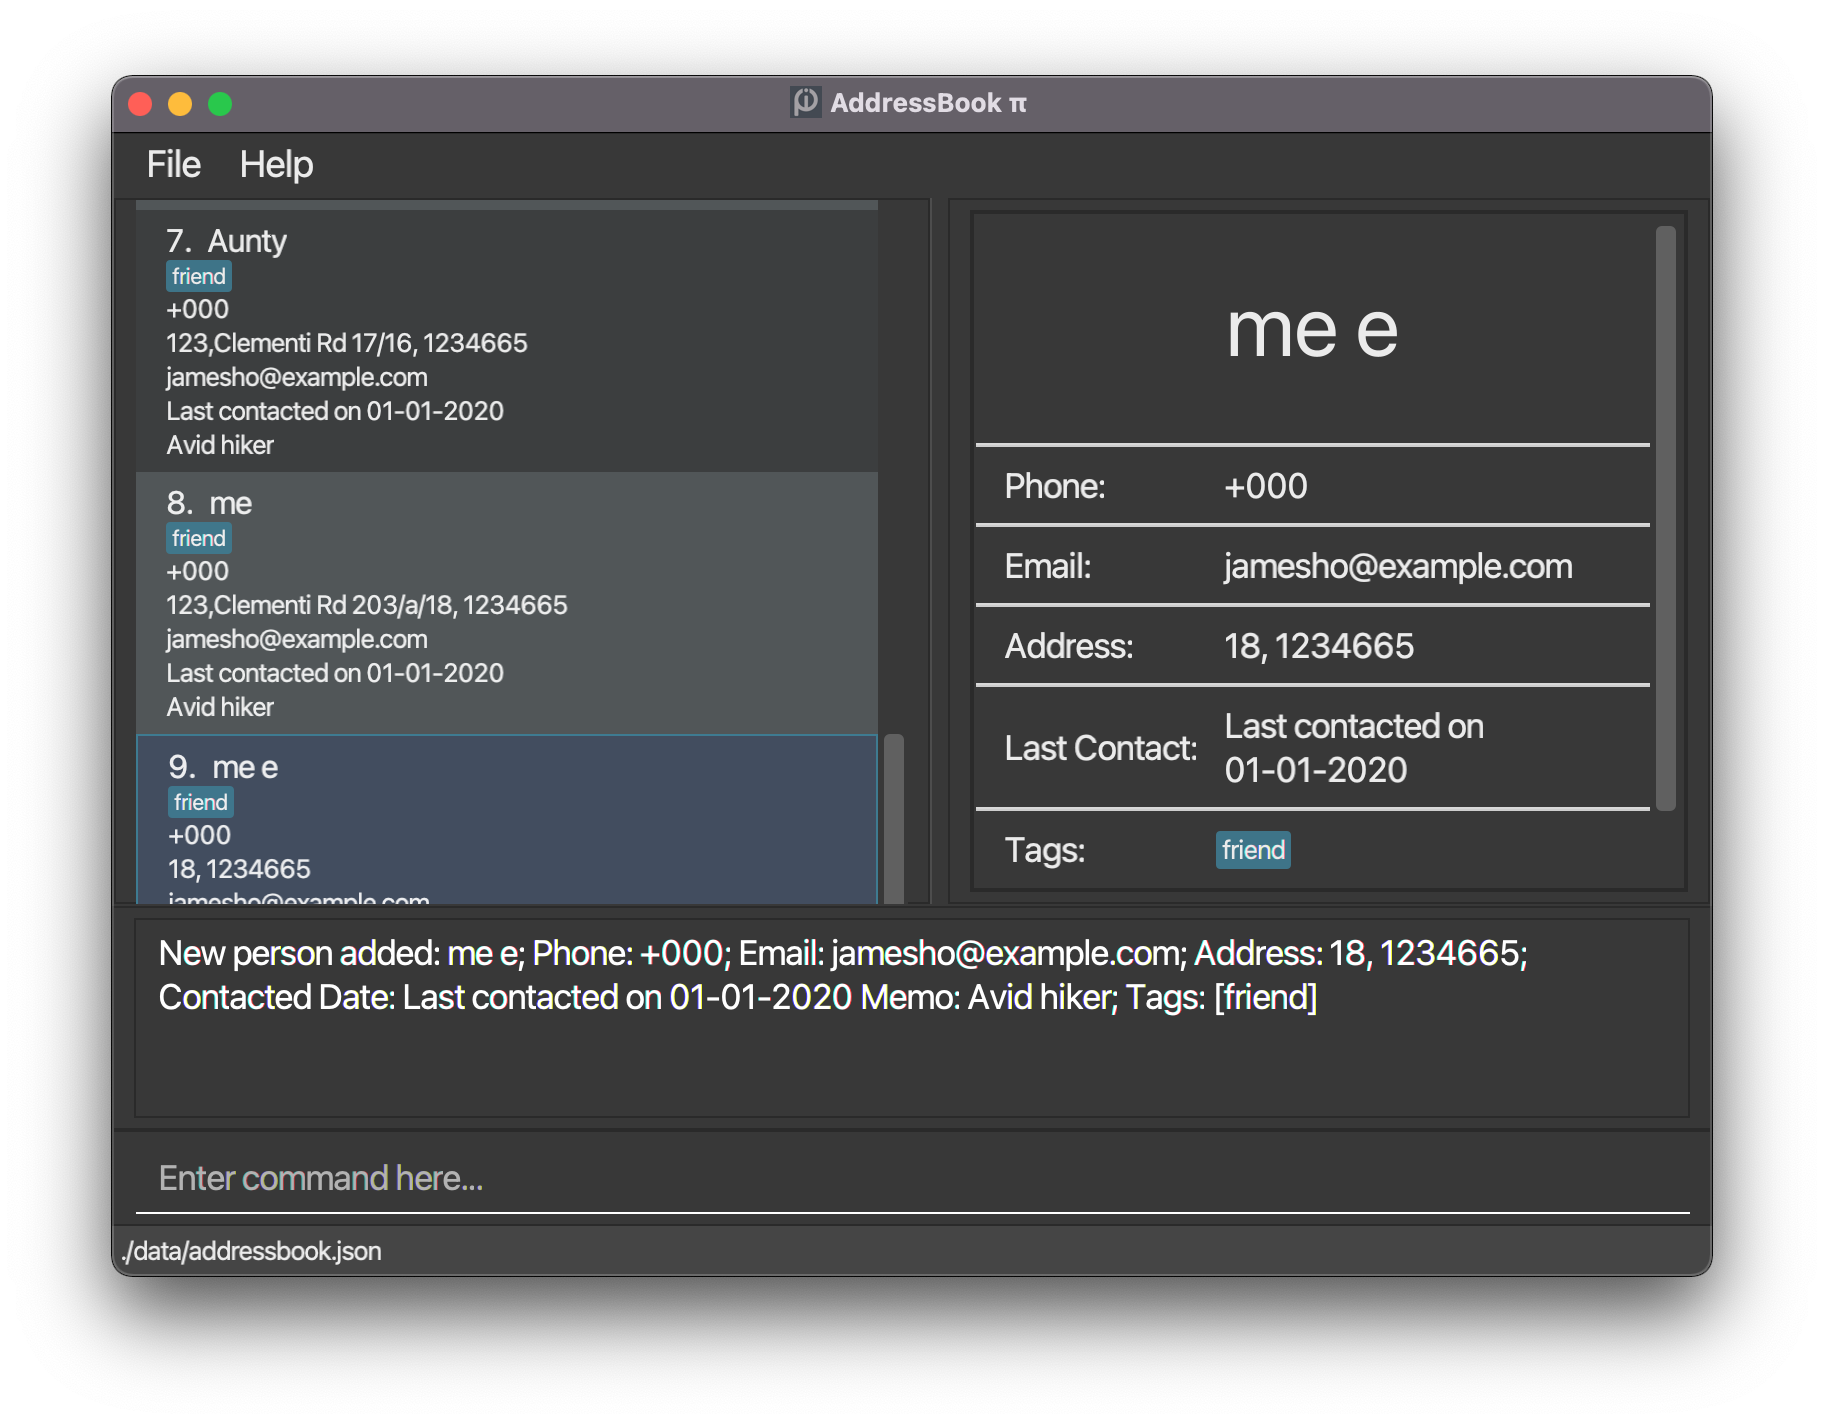 AddressBook π
File Help
7. Aunty
friend
+000
123,Clementi Rd 17/16, 1234665
jamesho@example.com
Last contacted on 01-01-2020
Avid hiker
8. me
friend
+000
123,Clementi Rd 203/a/18, 1234665
jamesho@example.com
Last contacted on 01-01-2020
Avid hiker
9. me e
friend
+000
18, 1234665
jamesho@example.com
me e
Phone: +000
Email: jamesho@example.com
Address: 18, 1234665
Last Contact: Last contacted on
01-01-2020
Tags: friend
New person added: me e; Phone: +000; Email: jamesho@example.com; Address: 18, 1234665;
Contacted Date: Last contacted on 01-01-2020 Memo: Avid hiker; Tags: [friend]
Enter command here...
./data/addressbook.json